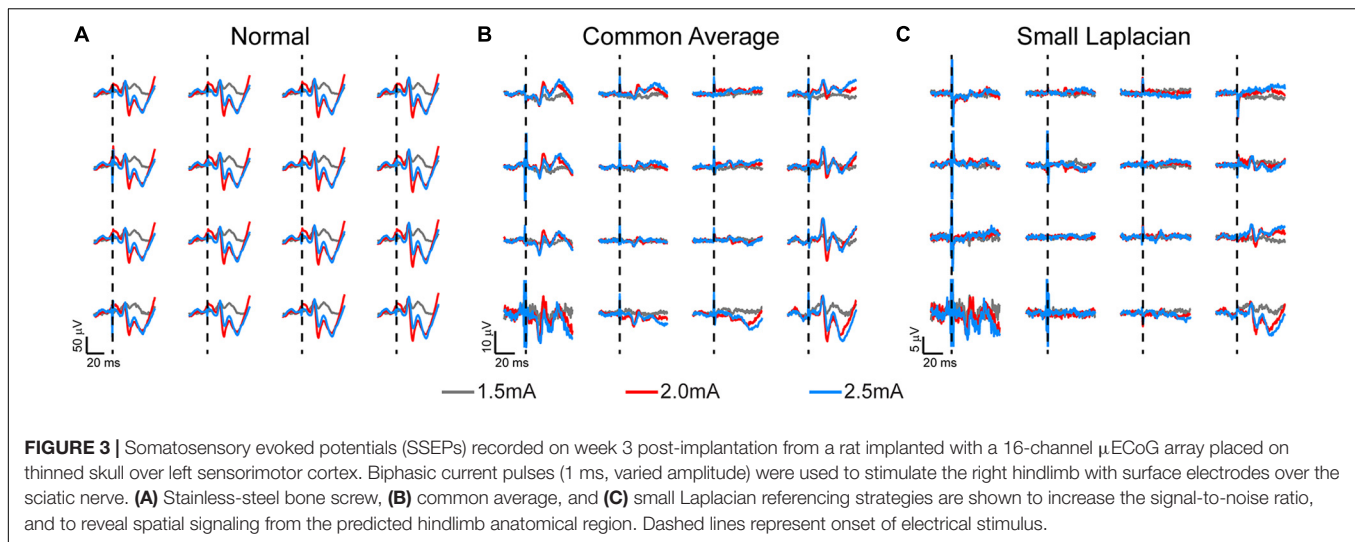 A Normal B Common Average C Small Laplacian
50 μV
20 ms
10 μV
20 ms
5 μV
20 ms
1.5mA 2.0mA 2.5mA
FIGURE 3 | Somatosensory evoked potentials (SSEPs) recorded on week 3 post-implantation from a rat implanted with a 16-channel μECoG array placed on
thinned skull over left sensorimotor cortex. Biphasic current pulses (1 ms, varied amplitude) were used to stimulate the right hindlimb with surface electrodes over the
sciatic nerve. (A) Stainless-steel bone screw, (B) common average, and (C) small Laplacian referencing strategies are shown to increase the signal-to-noise ratio,
and to reveal spatial signaling from the predicted hindlimb anatomical region. Dashed lines represent onset of electrical stimulus.